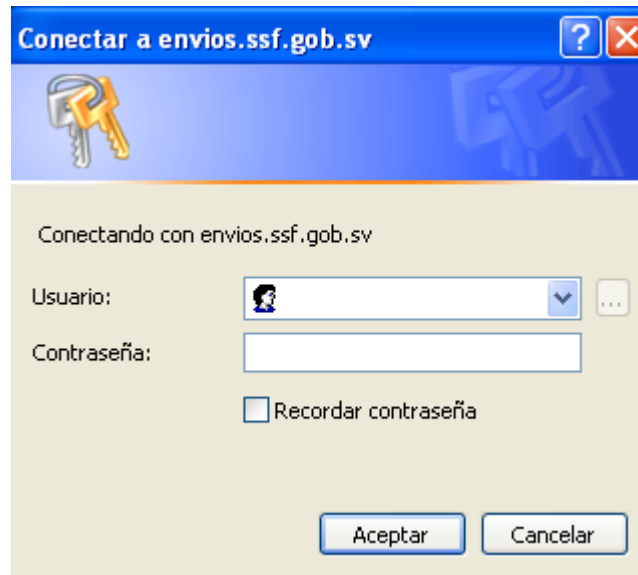 Conectar a envios.ssf.gob.sv
Conectando con envios.ssf.gob.sv
Usuario:
...
Contraseña:
Recordar contraseña
Aceptar Cancelar